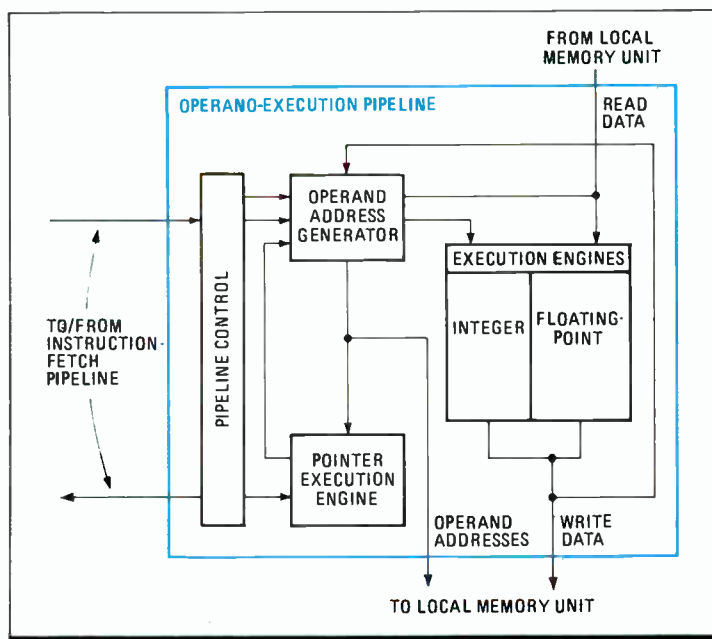 FROM LOCAL
MEMORY UNIT
OPERANO-EXECUTION PIPELINE
READ
DATA
OPERAND
ADDRESS
GENERATOR
EXECUTION ENGINES
INTEGER
FLOATING-
POINT
TO/FROM
INSTRUCTION-
FETCH
PIPELINE
PIPELINE CONTROL
POINTER
EXECUTION
ENGINE
OPERAND
ADDRESSES
WRITE
DATA
TO LOCAL MEMORY UNIT